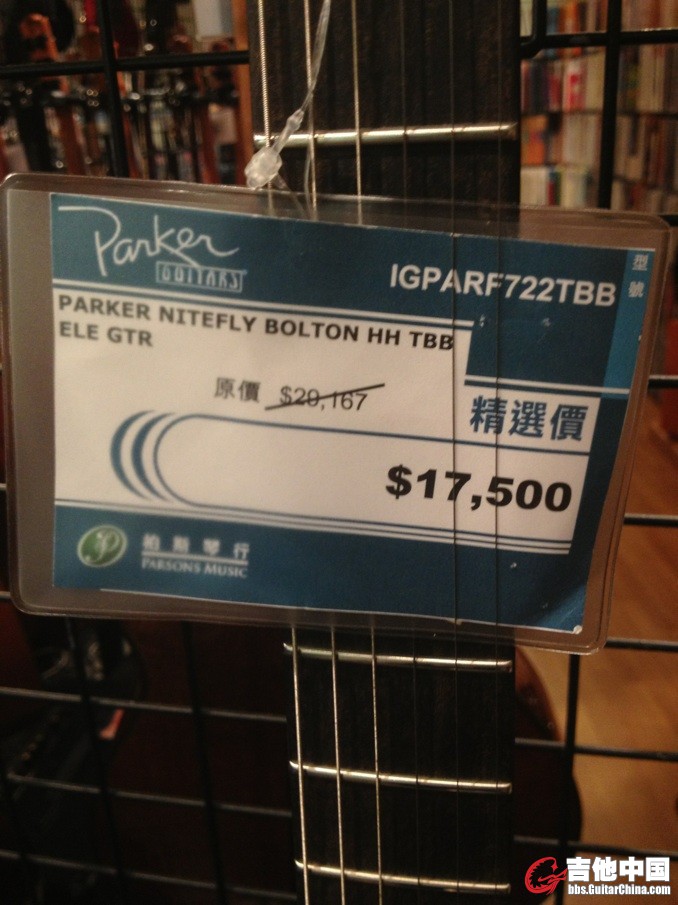 Parker
GUITARS
型號
IGPARF722TBB
PARKER NITEFLY BOLTON HH TBB
ELE GTR
原價 $29,167
精選價
$17,500
柏斯琴行
PARSONS MUSIC
吉他中国
bbs.GuitarChina.com